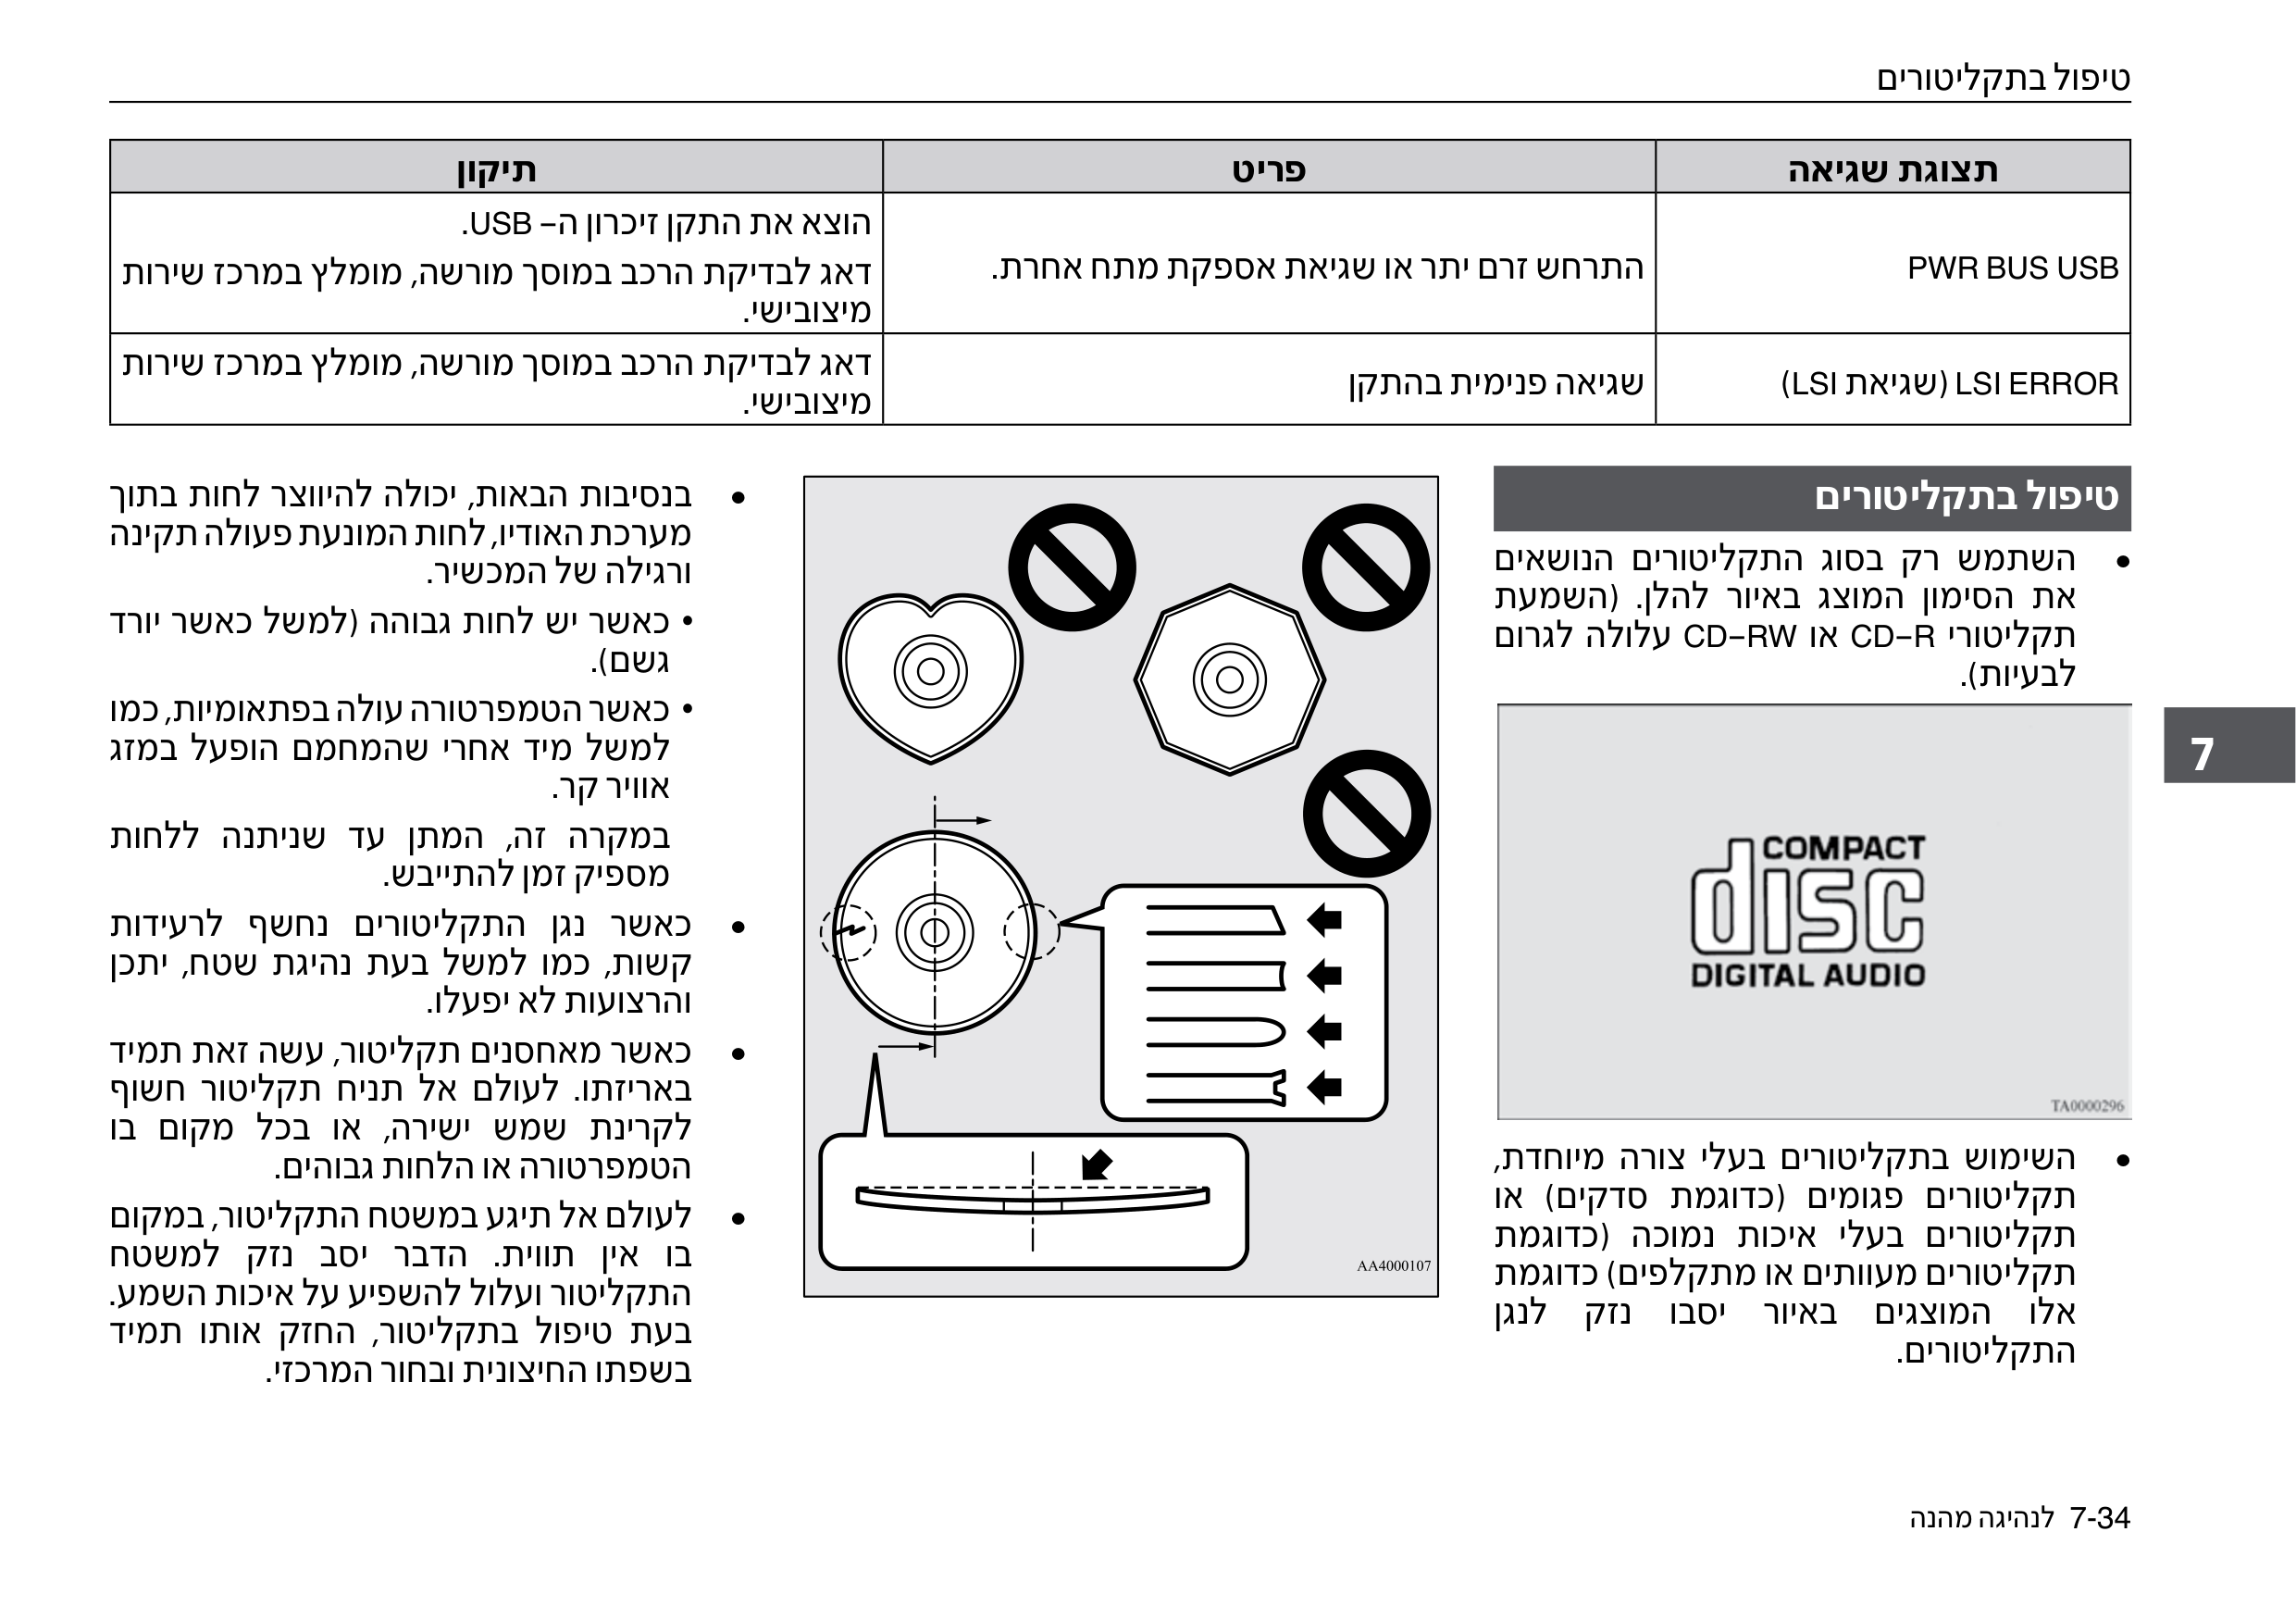 טיפול בתקליטורים
תצוגת שגיאה
פריט
תיקון
PWR BUS USB
התרחש זרם יתר או שגיאת אספקת מתח אחרת.
הוצא את התקן זיכרון ה– USB.
דאג לבדיקת הרכב במוסך מורשה, מומלץ במרכז שירות
מיצובישי.
LSI ERROR (שגיאת LSI)
שגיאה פנימית בהתקן
דאג לבדיקת הרכב במוסך מורשה, מומלץ במרכז שירות
מיצובישי.
טיפול בתקליטורים
● השתמש רק בסוג התקליטורים הנושאים
את הסימון המוצג באיור להלן. (השמעת
תקליטורי CD–R או CD–RW עלולה לגרום
לבעיות).
COMPACT
disc
DIGITAL AUDIO
TA0000296
● השימוש בתקליטורים בעלי צורה מיוחדת,
תקליטורים פגומים (כדוגמת סדקים) או
תקליטורים בעלי איכות נמוכה (כדוגמת
תקליטורים מעוותים או מתקלפים) כדוגמת
אלו המוצגים באיור יסבו נזק לנגן
התקליטורים.
AA4000107
● בנסיבות הבאות, יכולה להיווצר לחות בתוך
מערכת האודיו, לחות המונעת פעולה תקינה
ורגילה של המכשיר.
• כאשר יש לחות גבוהה (למשל כאשר יורד
גשם).
• כאשר הטמפרטורה עולה בפתאומיות, כמו
למשל מיד אחרי שהמחמם הופעל במזג
אוויר קר.
במקרה זה, המתן עד שניתנה ללחות
מספיק זמן להתייבש.
● כאשר נגן התקליטורים נחשף לרעידות
קשות, כמו למשל בעת נהיגת שטח, יתכן
והרצועות לא יפעלו.
● כאשר מאחסנים תקליטור, עשה זאת תמיד
באריזתו. לעולם אל תניח תקליטור חשוף
לקרינת שמש ישירה, או בכל מקום בו
הטמפרטורה או הלחות גבוהים.
● לעולם אל תיגע במשטח התקליטור, במקום
בו אין תווית. הדבר יסב נזק למשטח
התקליטור ועלול להשפיע על איכות השמע.
בעת טיפול בתקליטור, החזק אותו תמיד
בשפתו החיצונית ובחור המרכזי.
7
7-34 לנהיגה מהנה